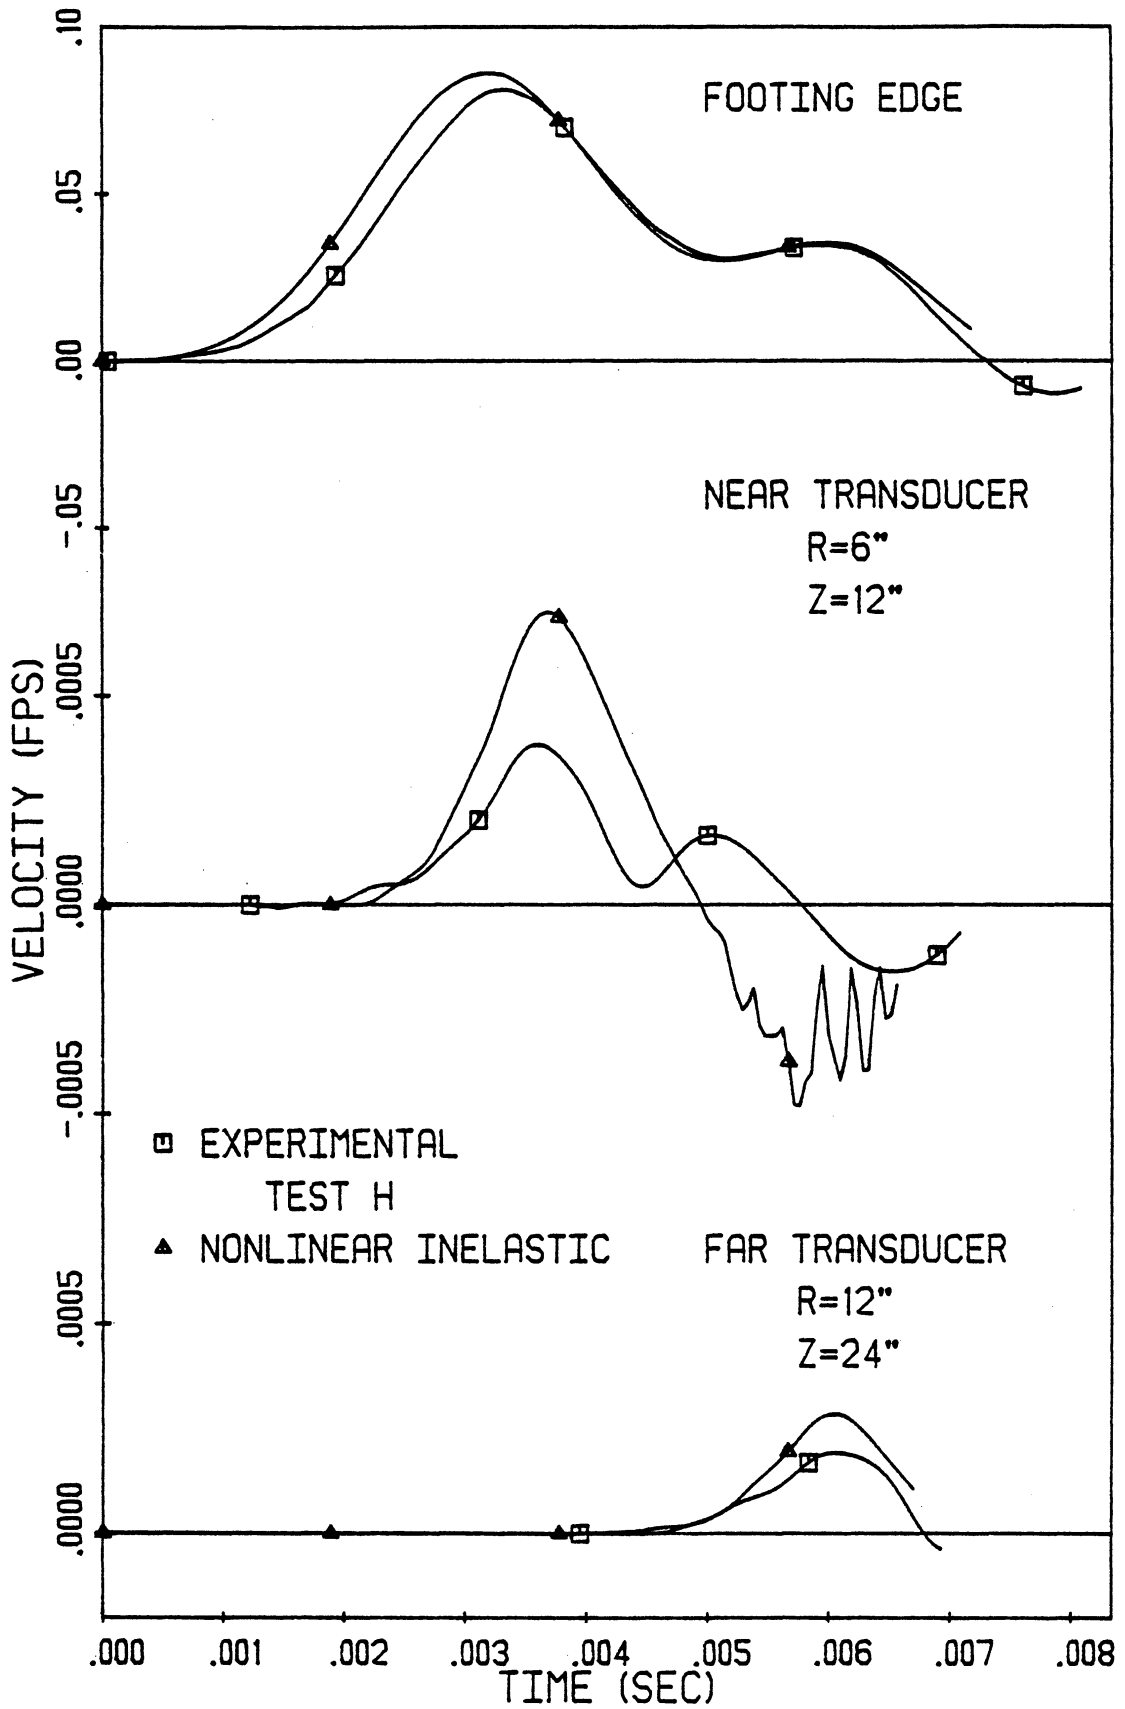 .10
FOOTING EDGE
.05
.00
NEAR TRANSDUCER
R=6"
-.05
Z=12"
.0005
VELOCITY (FPS)
.0000
-.0005
EXPERIMENTAL
TEST H
NONLINEAR INELASTIC
FAR TRANSDUCER
R=12"
.0005
Z=24"
.0000
.000 .001 .002 .003 .004 .005 .006 .007 .008
TIME (SEC)